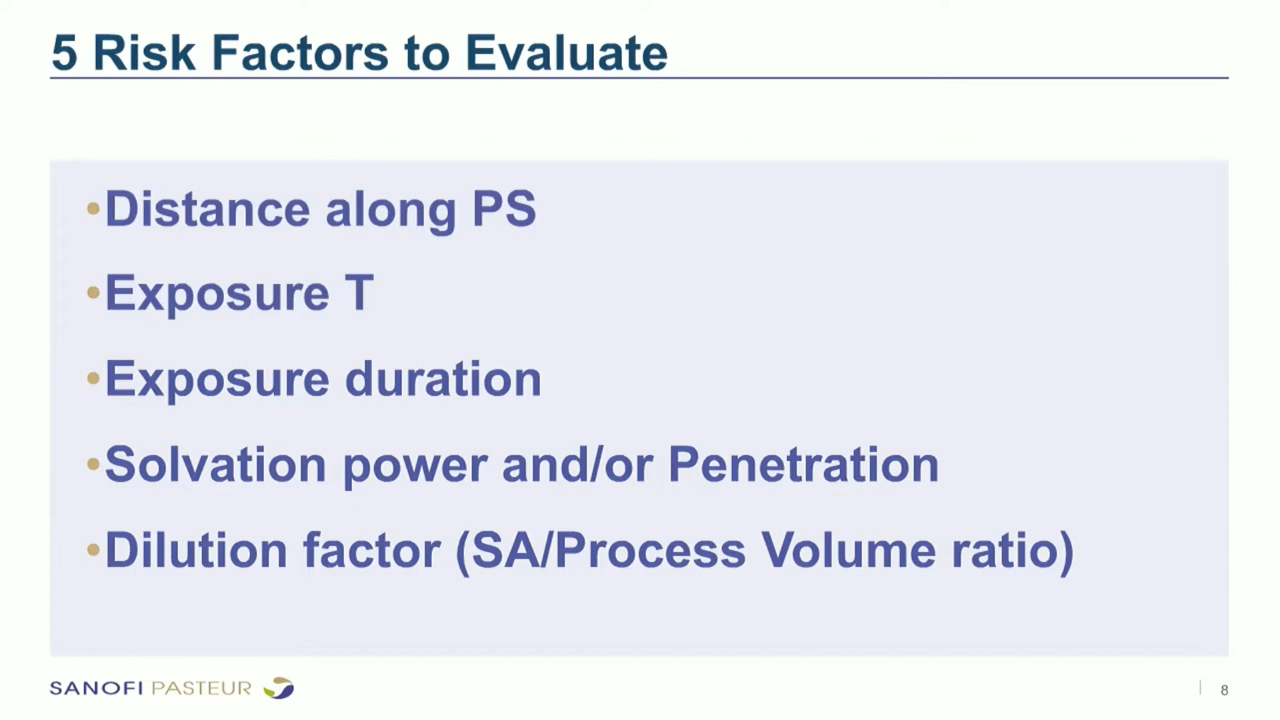 5 Risk Factors to Evaluate
•Distance along PS
•Exposure T
•Exposure duration
•Solvation power and/or Penetration
•Dilution factor (SA/Process Volume ratio)
SANOFI PASTEUR
8